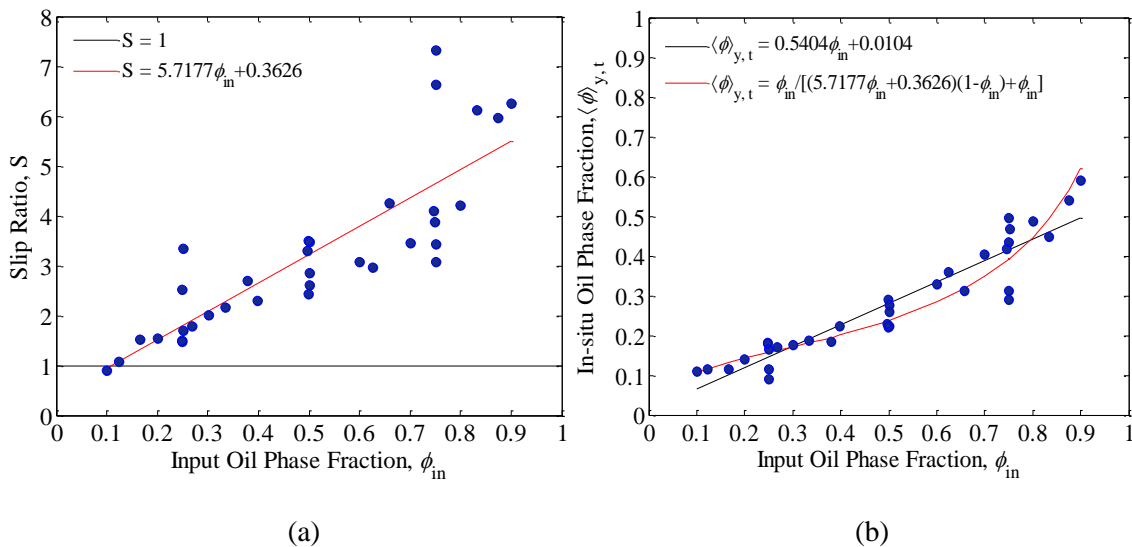 8
7
6
5
4
3
2
1
0
Slip Ratio, S
S = 1
S = 5.7177ϕin+0.3626
0 0.1 0.2 0.3 0.4 0.5 0.6 0.7 0.8 0.9 1
Input Oil Phase Fraction, ϕin
(a)
1
0.9
0.8
0.7
0.6
0.5
0.4
0.3
0.2
0.1
0
In-situ Oil Phase Fraction,⟨ϕ⟩y, t
⟨ϕ⟩y, t = 0.5404ϕin+0.0104
⟨ϕ⟩y, t = ϕin/[(5.7177ϕin+0.3626)(1-ϕin)+ϕin]
0 0.1 0.2 0.3 0.4 0.5 0.6 0.7 0.8 0.9 1
Input Oil Phase Fraction, ϕin
(b)